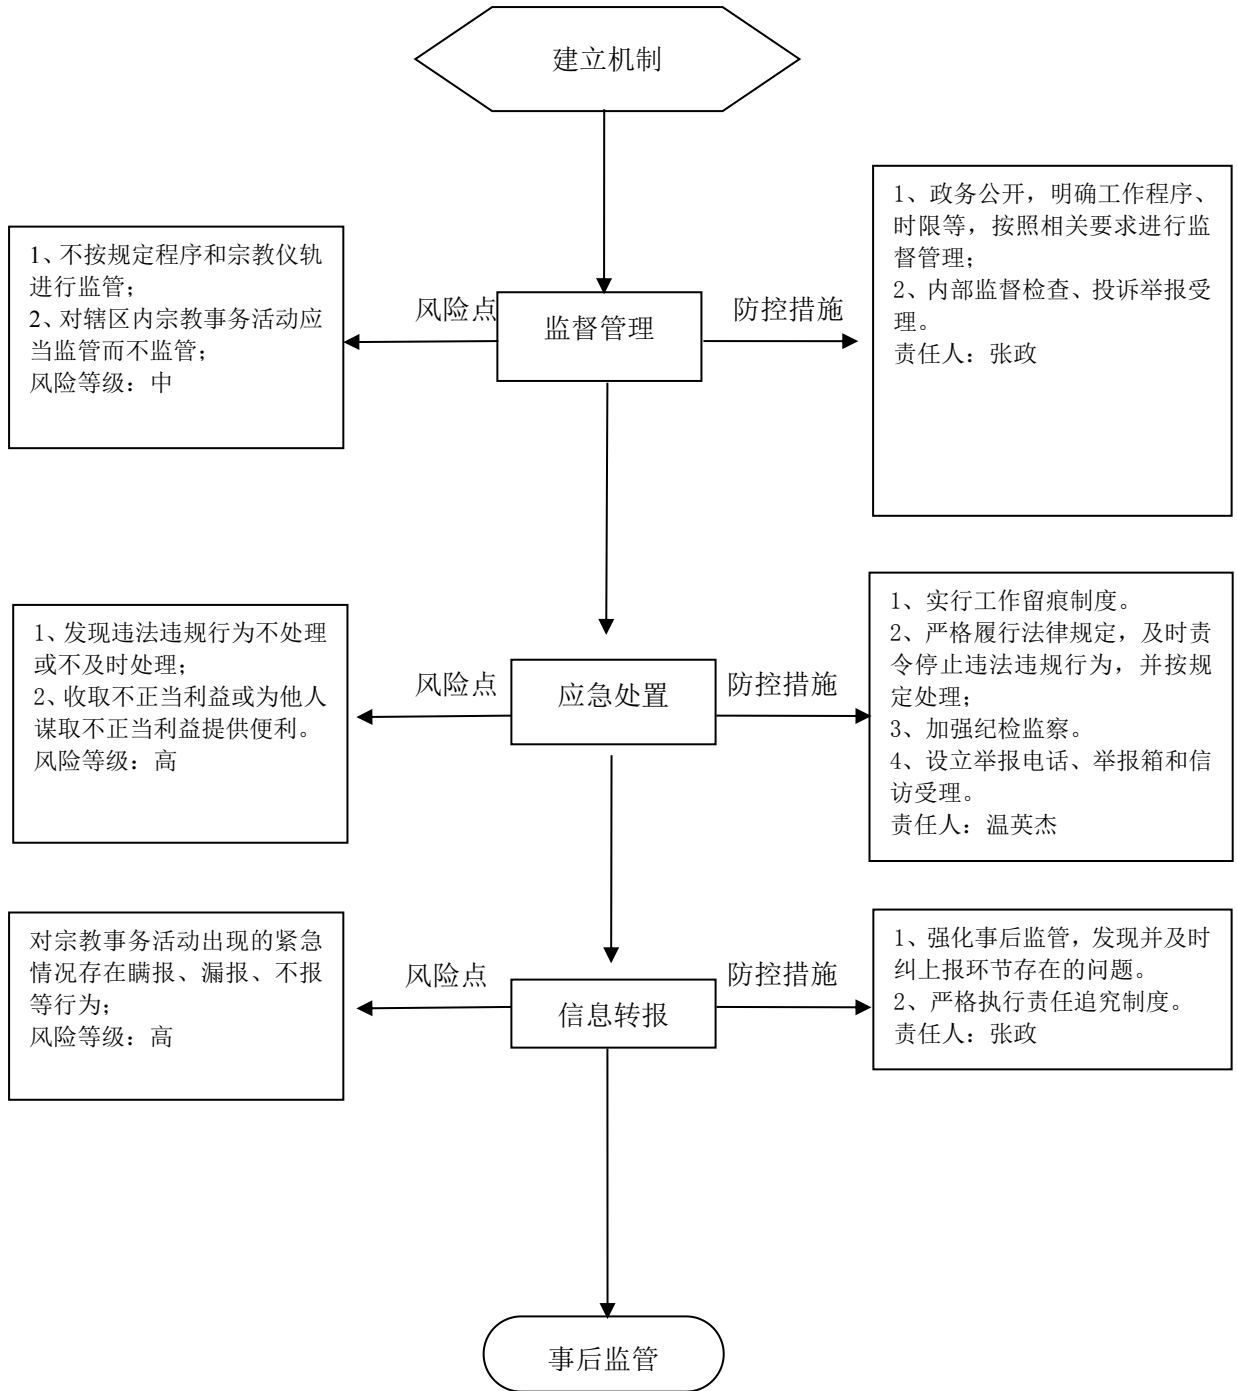 建立机制
1、不按规定程序和宗教仪轨
进行监管；
2、对辖区内宗教事务活动应
当监管而不监管；
风险等级：中
风险点
监督管理
防控措施
1、政务公开，明确工作程序、
时限等，按照相关要求进行监
督管理；
2、内部监督检查、投诉举报受
理。
责任人：张政
1、发现违法违规行为不处理
或不及时处理；
2、收取不正当利益或为他人
谋取不正当利益提供便利。
风险等级：高
风险点
应急处置
防控措施
1、实行工作留痕制度。
2、严格履行法律规定，及时责
令停止违法违规行为，并按规
定处理；
3、加强纪检监察。
4、设立举报电话、举报箱和信
访受理。
责任人：温英杰
对宗教事务活动出现的紧急
情况存在瞒报、漏报、不报
等行为；
风险等级：高
风险点
信息转报
防控措施
1、强化事后监管，发现并及时
纠上报环节存在的问题。
2、严格执行责任追究制度。
责任人：张政
事后监管